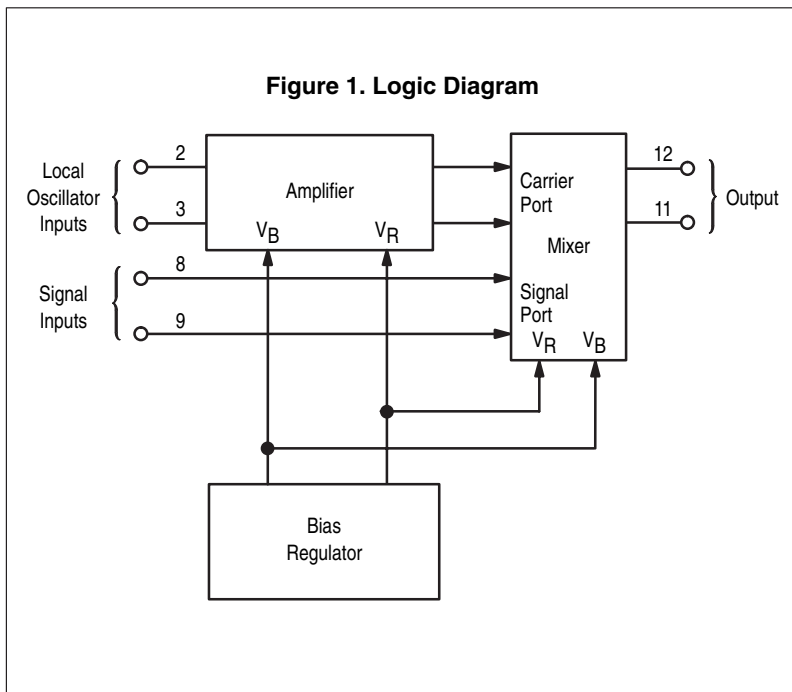 Figure 1. Logic Diagram
Local
Oscillator
Inputs
2
3
Amplifier
VB
VR
Carrier
Port
Mixer
Signal
Port
VR
VB
12
11
Output
Signal
Inputs
8
9
Bias
Regulator